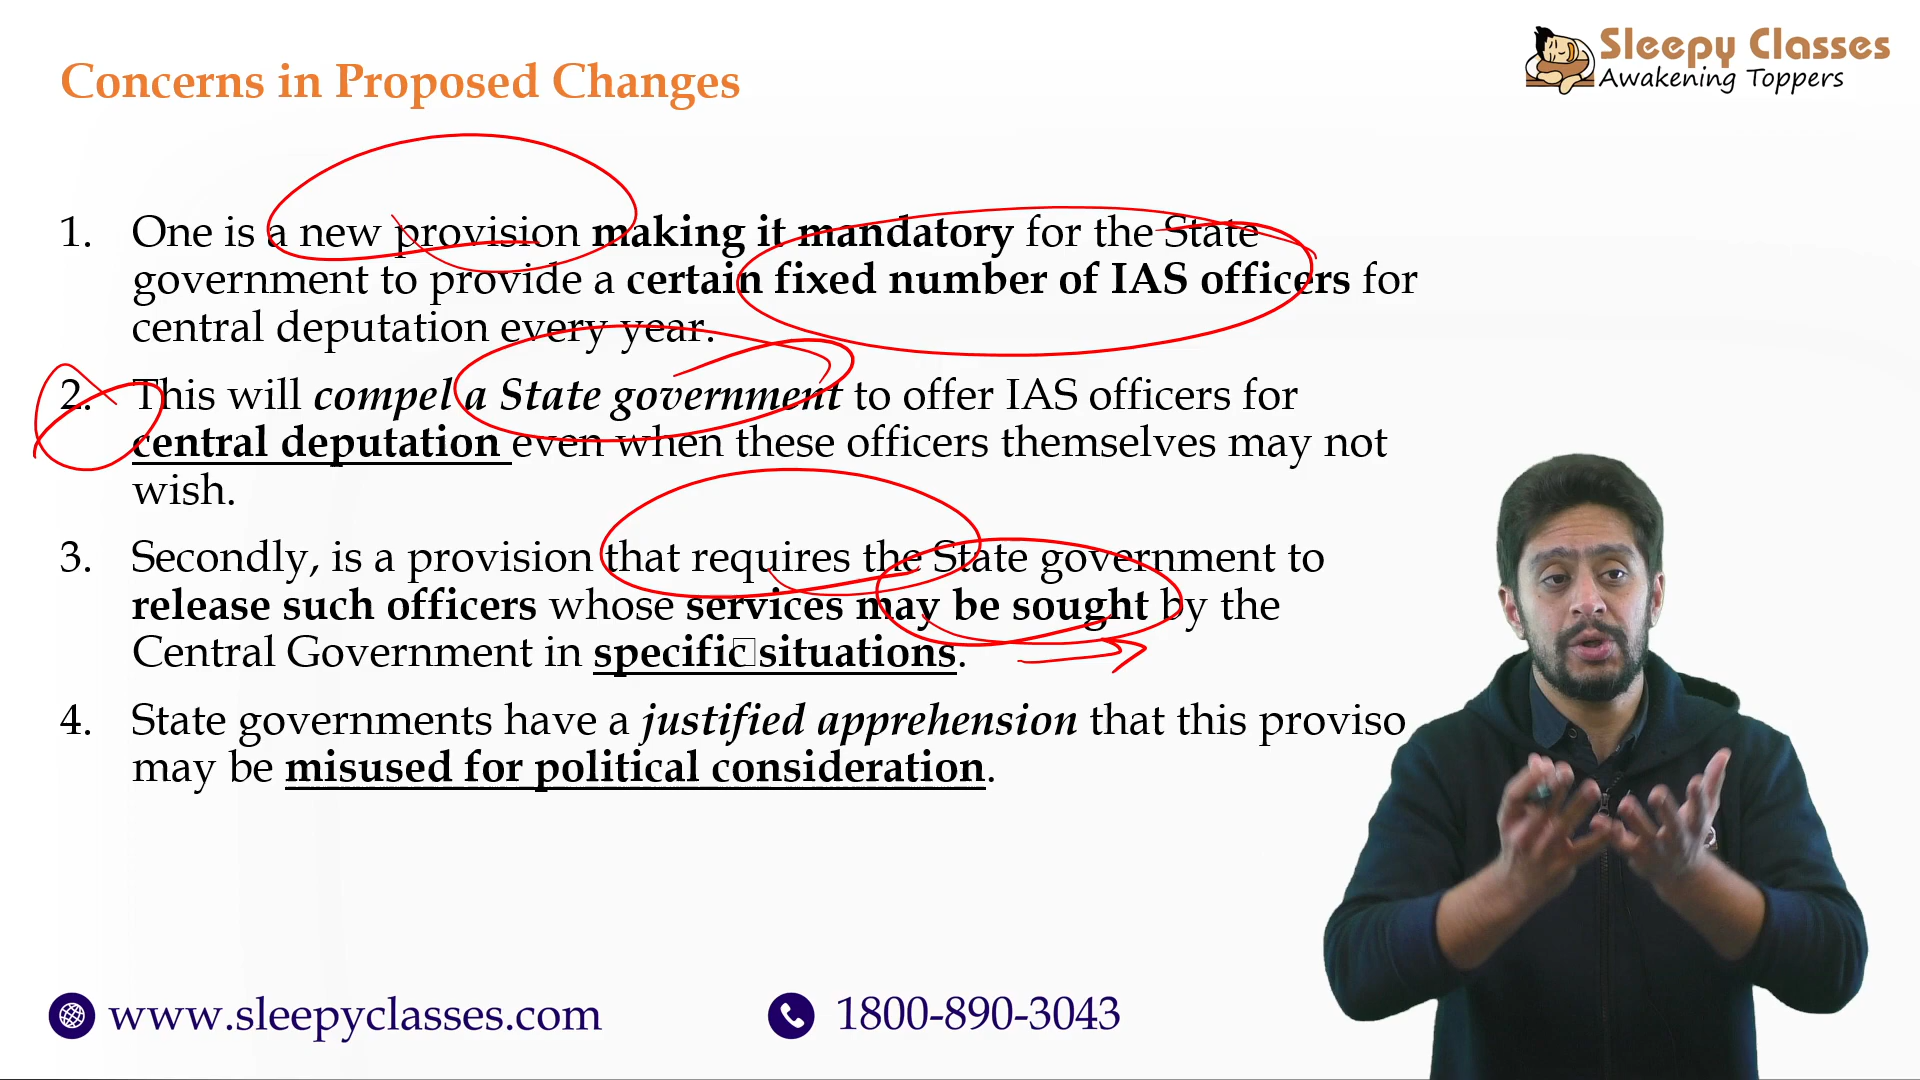 Sleepy Classes
Awakening Toppers
Concerns in Proposed Changes
1. One is a new provision making it mandatory for the State
government to provide a certain fixed number of IAS officers for
central deputation every year.
2. This will compel a State government to offer IAS officers for
central deputation even when these officers themselves may not
wish.
3. Secondly, is a provision that requires the State government to
release such officers whose services may be sought by the
Central Government in specific situations.
4. State governments have a justified apprehension that this proviso
may be misused for political consideration.
www.sleepyclasses.com
1800-890-3043